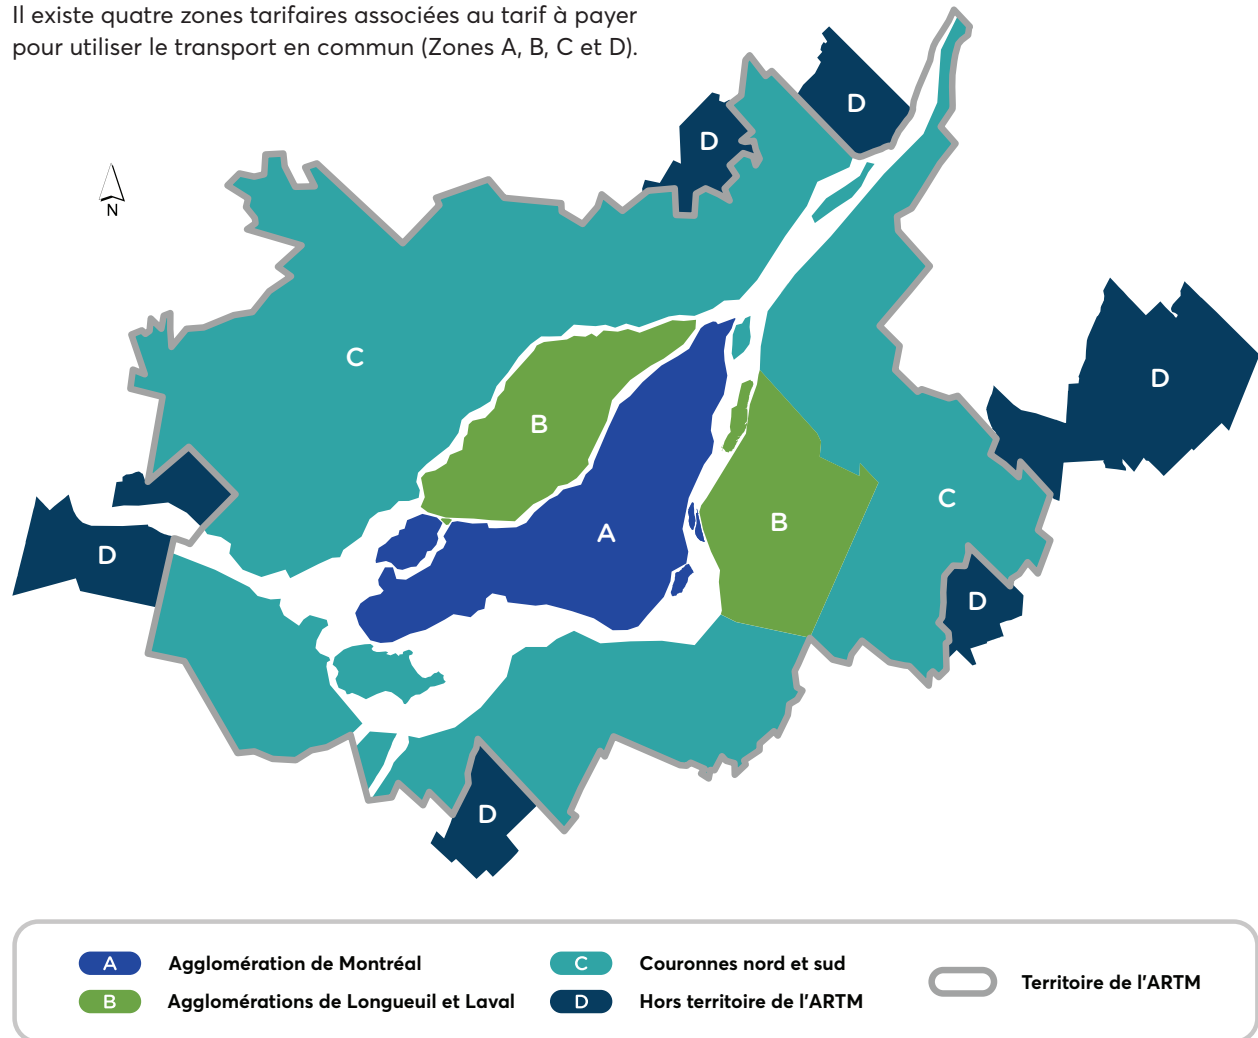 Il existe quatre zones tarifaires associées au tarif à payer
pour utiliser le transport en commun (Zones A, B, C et D).
D
D
N
C
D
B
C
B
A
D
D
D
A Agglomération de Montréal
B Agglomérations de Longueuil et Laval
C Couronnes nord et sud
D Hors territoire de l'ARTM
Territoire de l'ARTM